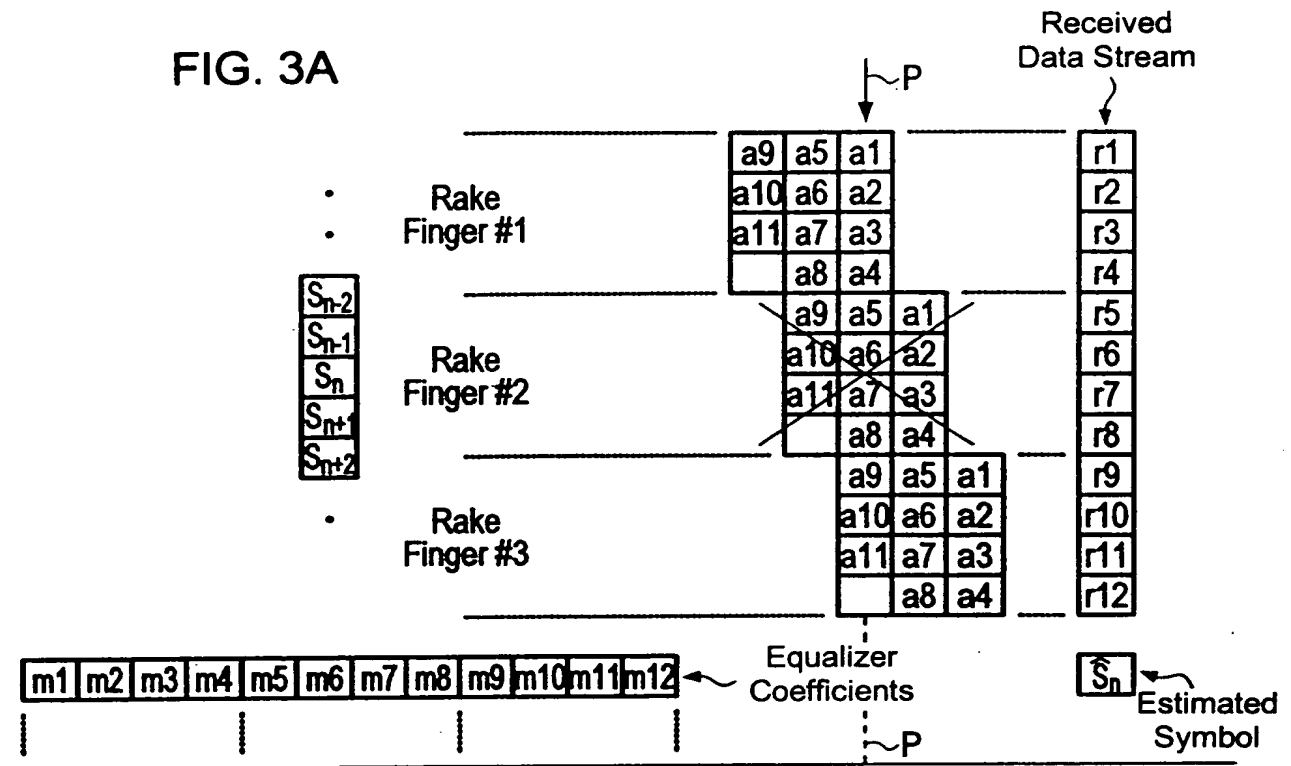 FIG. 3A
P
Received
Data Stream
a9 a5 a1 r1
Rake
Finger #1
a10 a6 a2 r2
a11 a7 a3 r3
a8 a4 r4
S_{n-2}
S_{n-1}
S_n
S_{n+1}
S_{n+2}
Rake
Finger #2
a9 a5 a1 r5
a10 a6 a2 r6
a11 a7 a3 r7
a8 a4 r8
Rake
Finger #3
a9 a5 a1 r9
a10 a6 a2 r10
a11 a7 a3 r11
a8 a4 r12
m1 m2 m3 m4 m5 m6 m7 m8 m9 m10 m11 m12
Equalizer
Coefficients
Ŝ_n
Estimated
Symbol
P